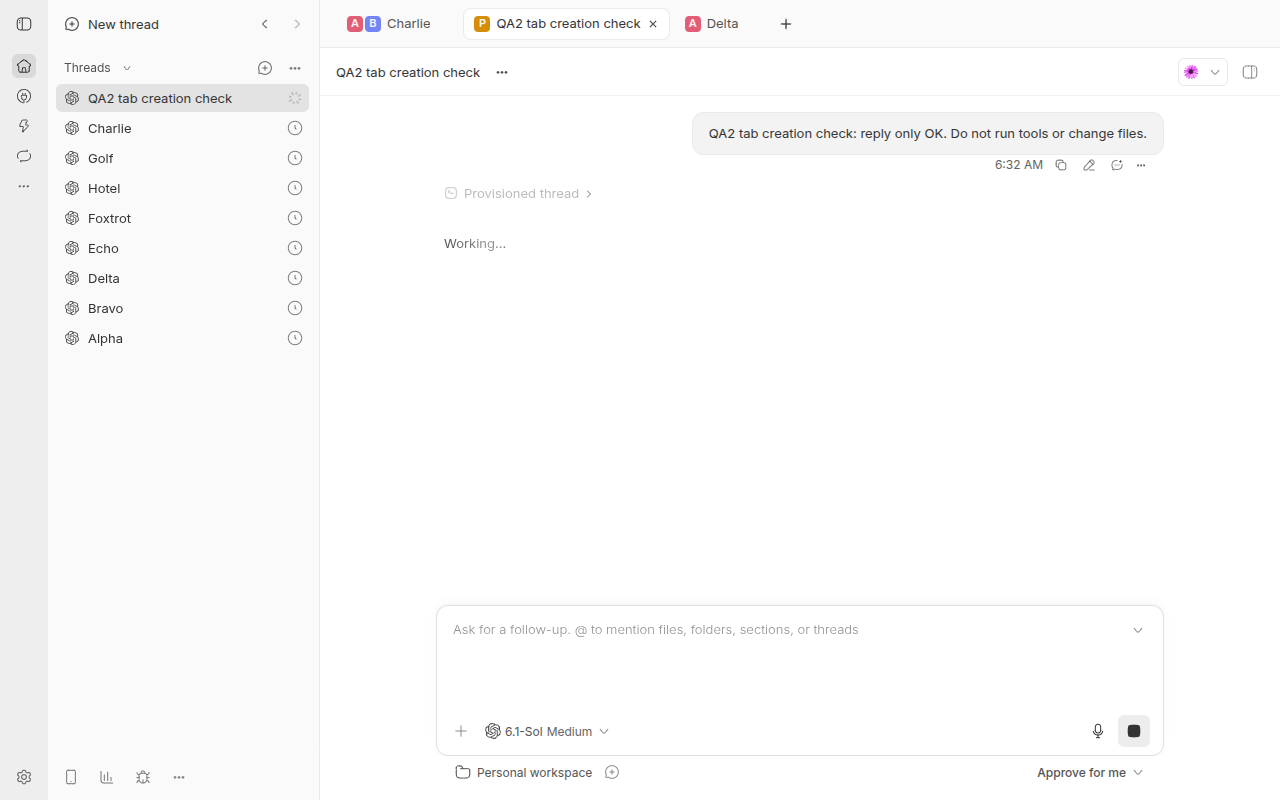 New thread
Threads
QA2 tab creation check
Charlie
Golf
Hotel
Foxtrot
Echo
Delta
Bravo
Alpha
A B Charlie
P QA2 tab creation check
A Delta
QA2 tab creation check
QA2 tab creation check: reply only OK. Do not run tools or change files.
6:32 AM
Provisioned thread
Working...
Ask for a follow-up. @ to mention files, folders, sections, or threads
6.1-Sol Medium
Personal workspace
Approve for me